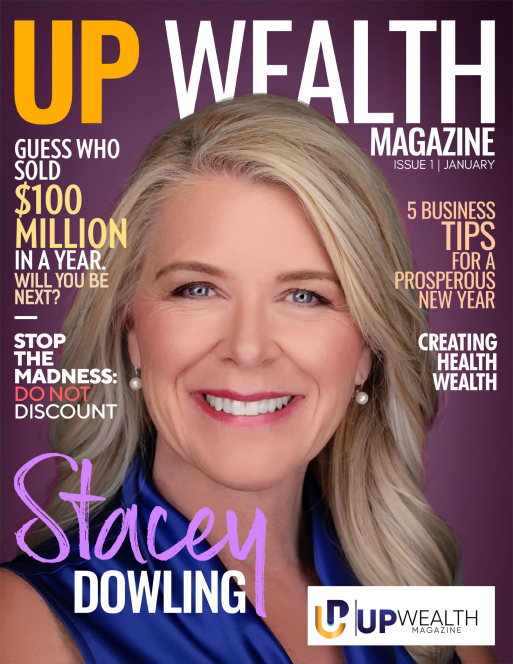 UP WEALTH
MAGAZINE
ISSUE 1 | JANUARY
GUESS WHO
SOLD
$100
MILLION
IN A YEAR.
WILL YOU BE
NEXT?
STOP
THE
MADNESS:
DO NOT
DISCOUNT
5 BUSINESS
TIPS
FOR A
PROSPEROUS
NEW YEAR
CREATING
HEALTH
WEALTH
Stacey
DOWLING
UP UPWEALTH
MAGAZINE